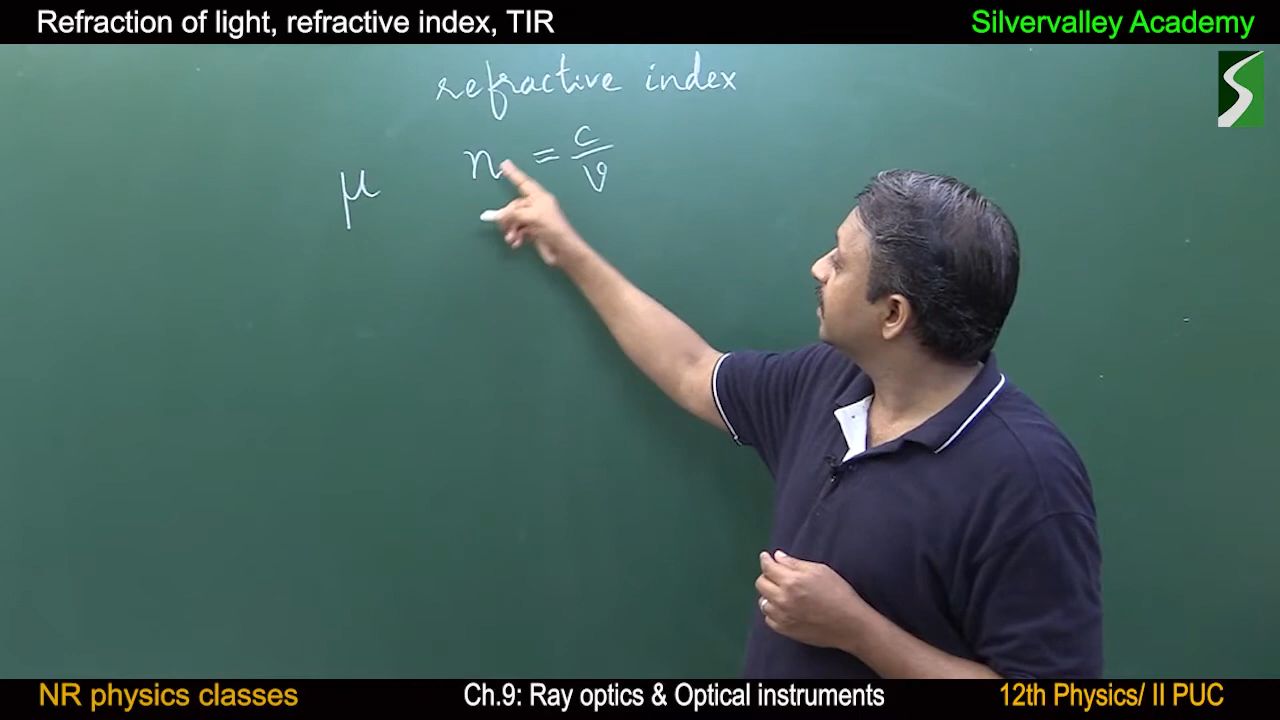 Refraction of light, refractive index, TIR
Silvervalley Academy
refractive index
n = c/v
μ
NR physics classes
Ch.9: Ray optics & Optical instruments
12th Physics/ II PUC